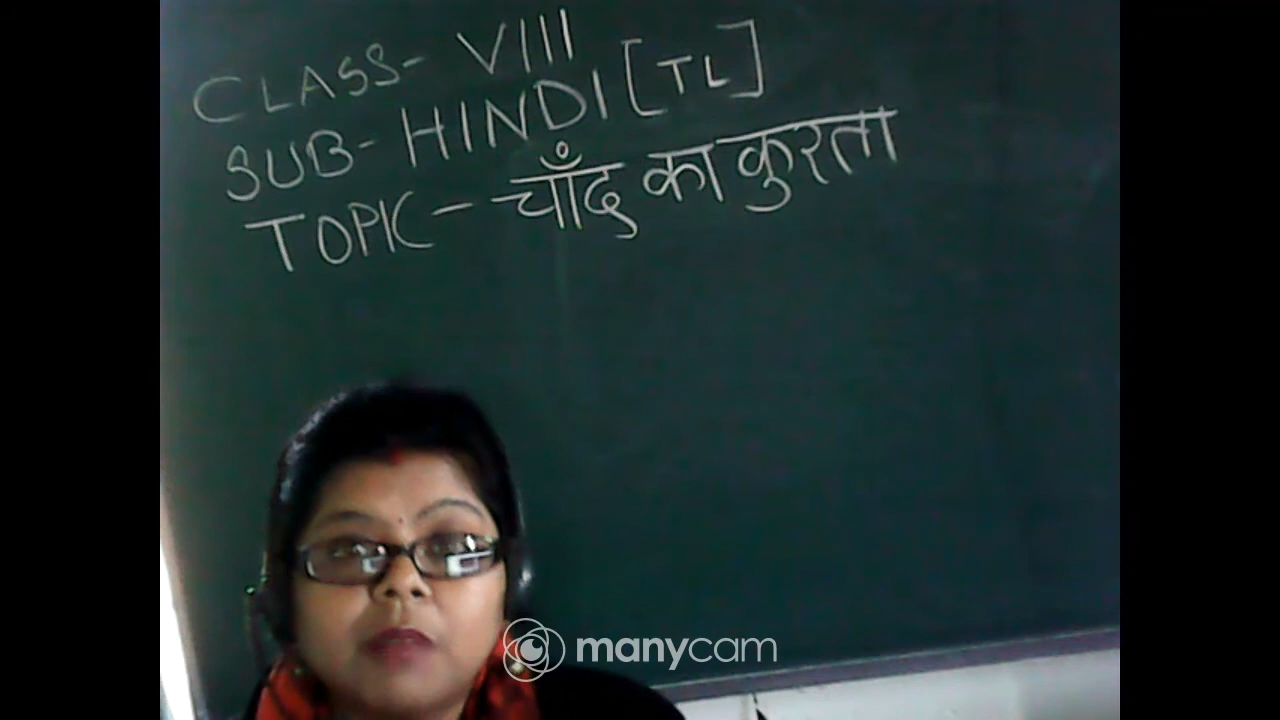 CLASS- VIII
SUB- HINDI [TL]
TOPIC- चाँद का कुरता
manycam